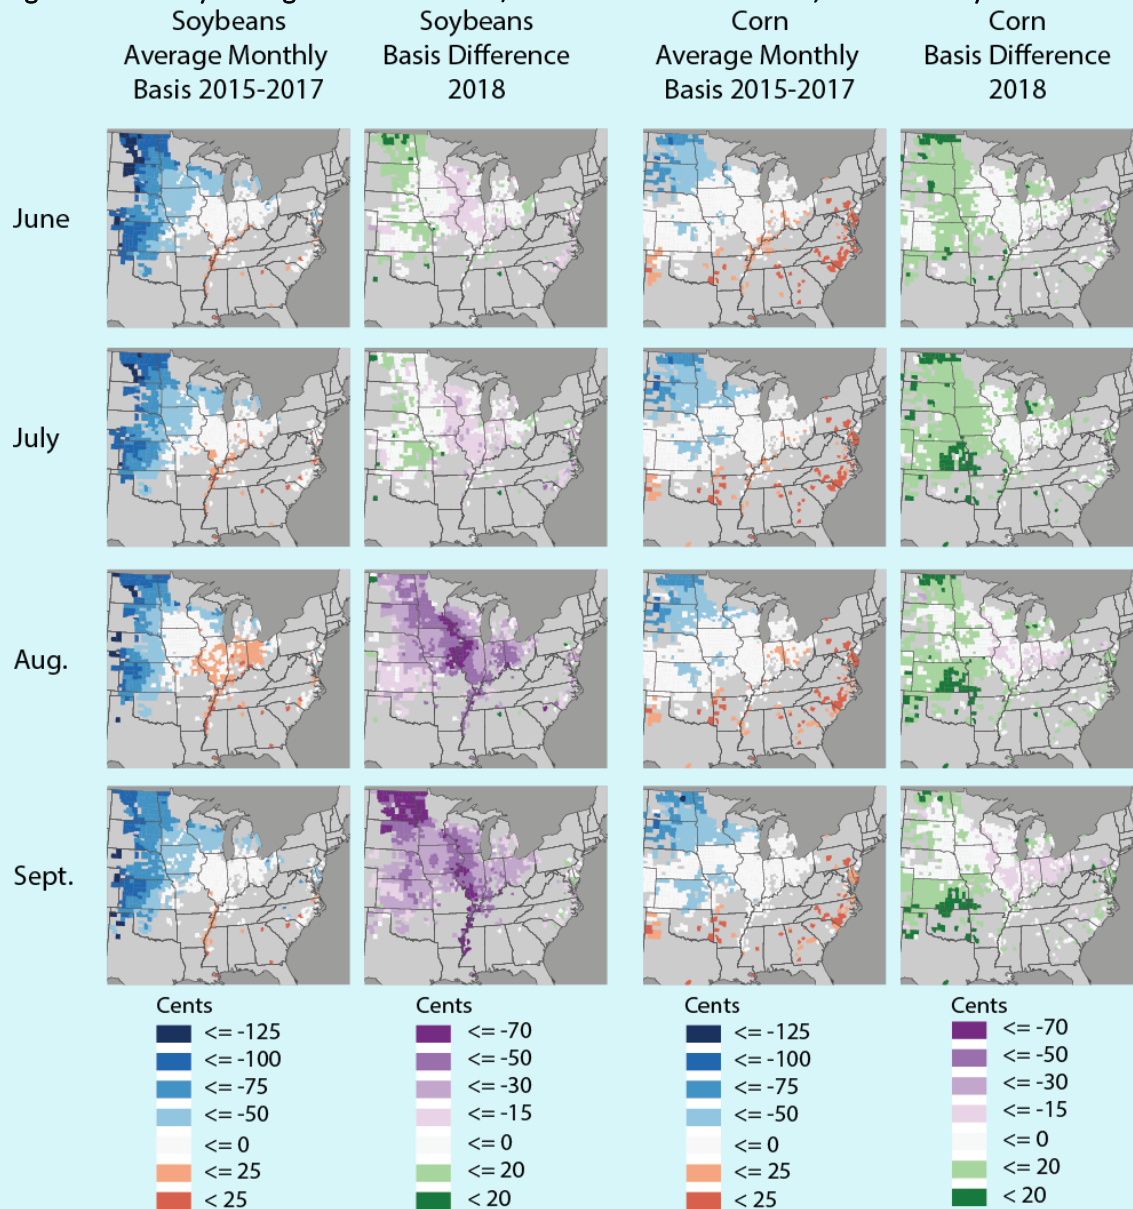 Soybeans
Average Monthly
Basis 2015-2017
Soybeans
Basis Difference
2018
Corn
Average Monthly
Basis 2015-2017
Corn
Basis Difference
2018
June
July
Aug.
Sept.
Cents
<= -125
<= -100
<= -75
<= -50
<= 0
<= 25
< 25
Cents
<= -70
<= -50
<= -30
<= -15
<= 0
<= 20
< 20
Cents
<= -125
<= -100
<= -75
<= -50
<= 0
<= 25
< 25
Cents
<= -70
<= -50
<= -30
<= -15
<= 0
<= 20
< 20